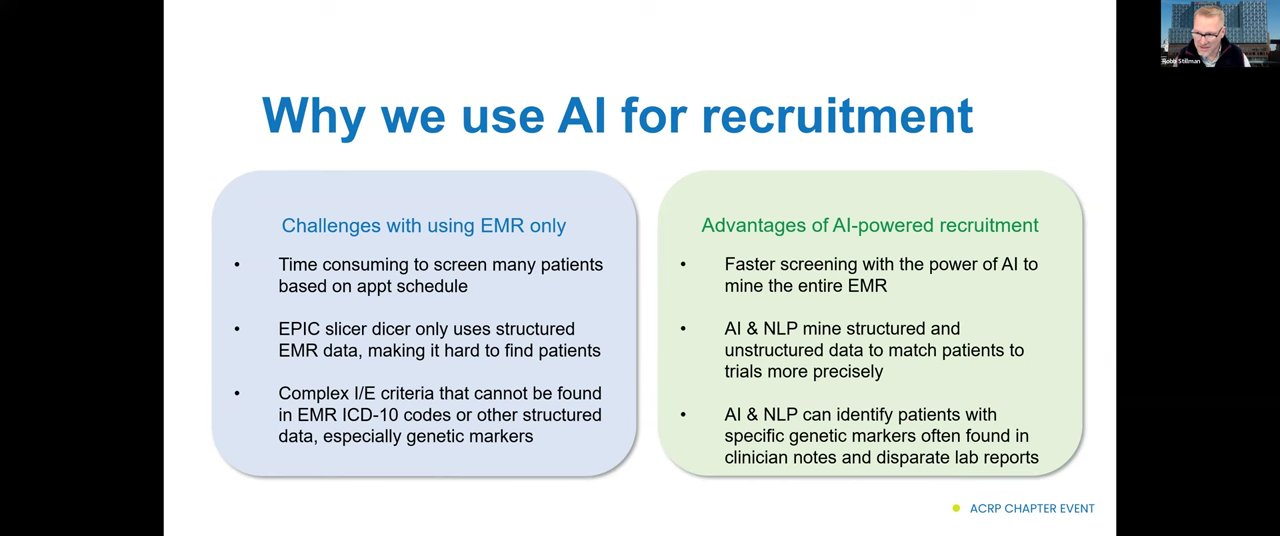 Why we use AI for recruitment
Challenges with using EMR only
• Time consuming to screen many patients
based on appt schedule
• EPIC slicer dicer only uses structured
EMR data, making it hard to find patients
• Complex I/E criteria that cannot be found
in EMR ICD-10 codes or other structured
data, especially genetic markers
Advantages of AI-powered recruitment
• Faster screening with the power of AI to
mine the entire EMR
• AI & NLP mine structured and
unstructured data to match patients to
trials more precisely
• AI & NLP can identify patients with
specific genetic markers often found in
clinician notes and disparate lab reports
ACRP CHAPTER EVENT
Stillman